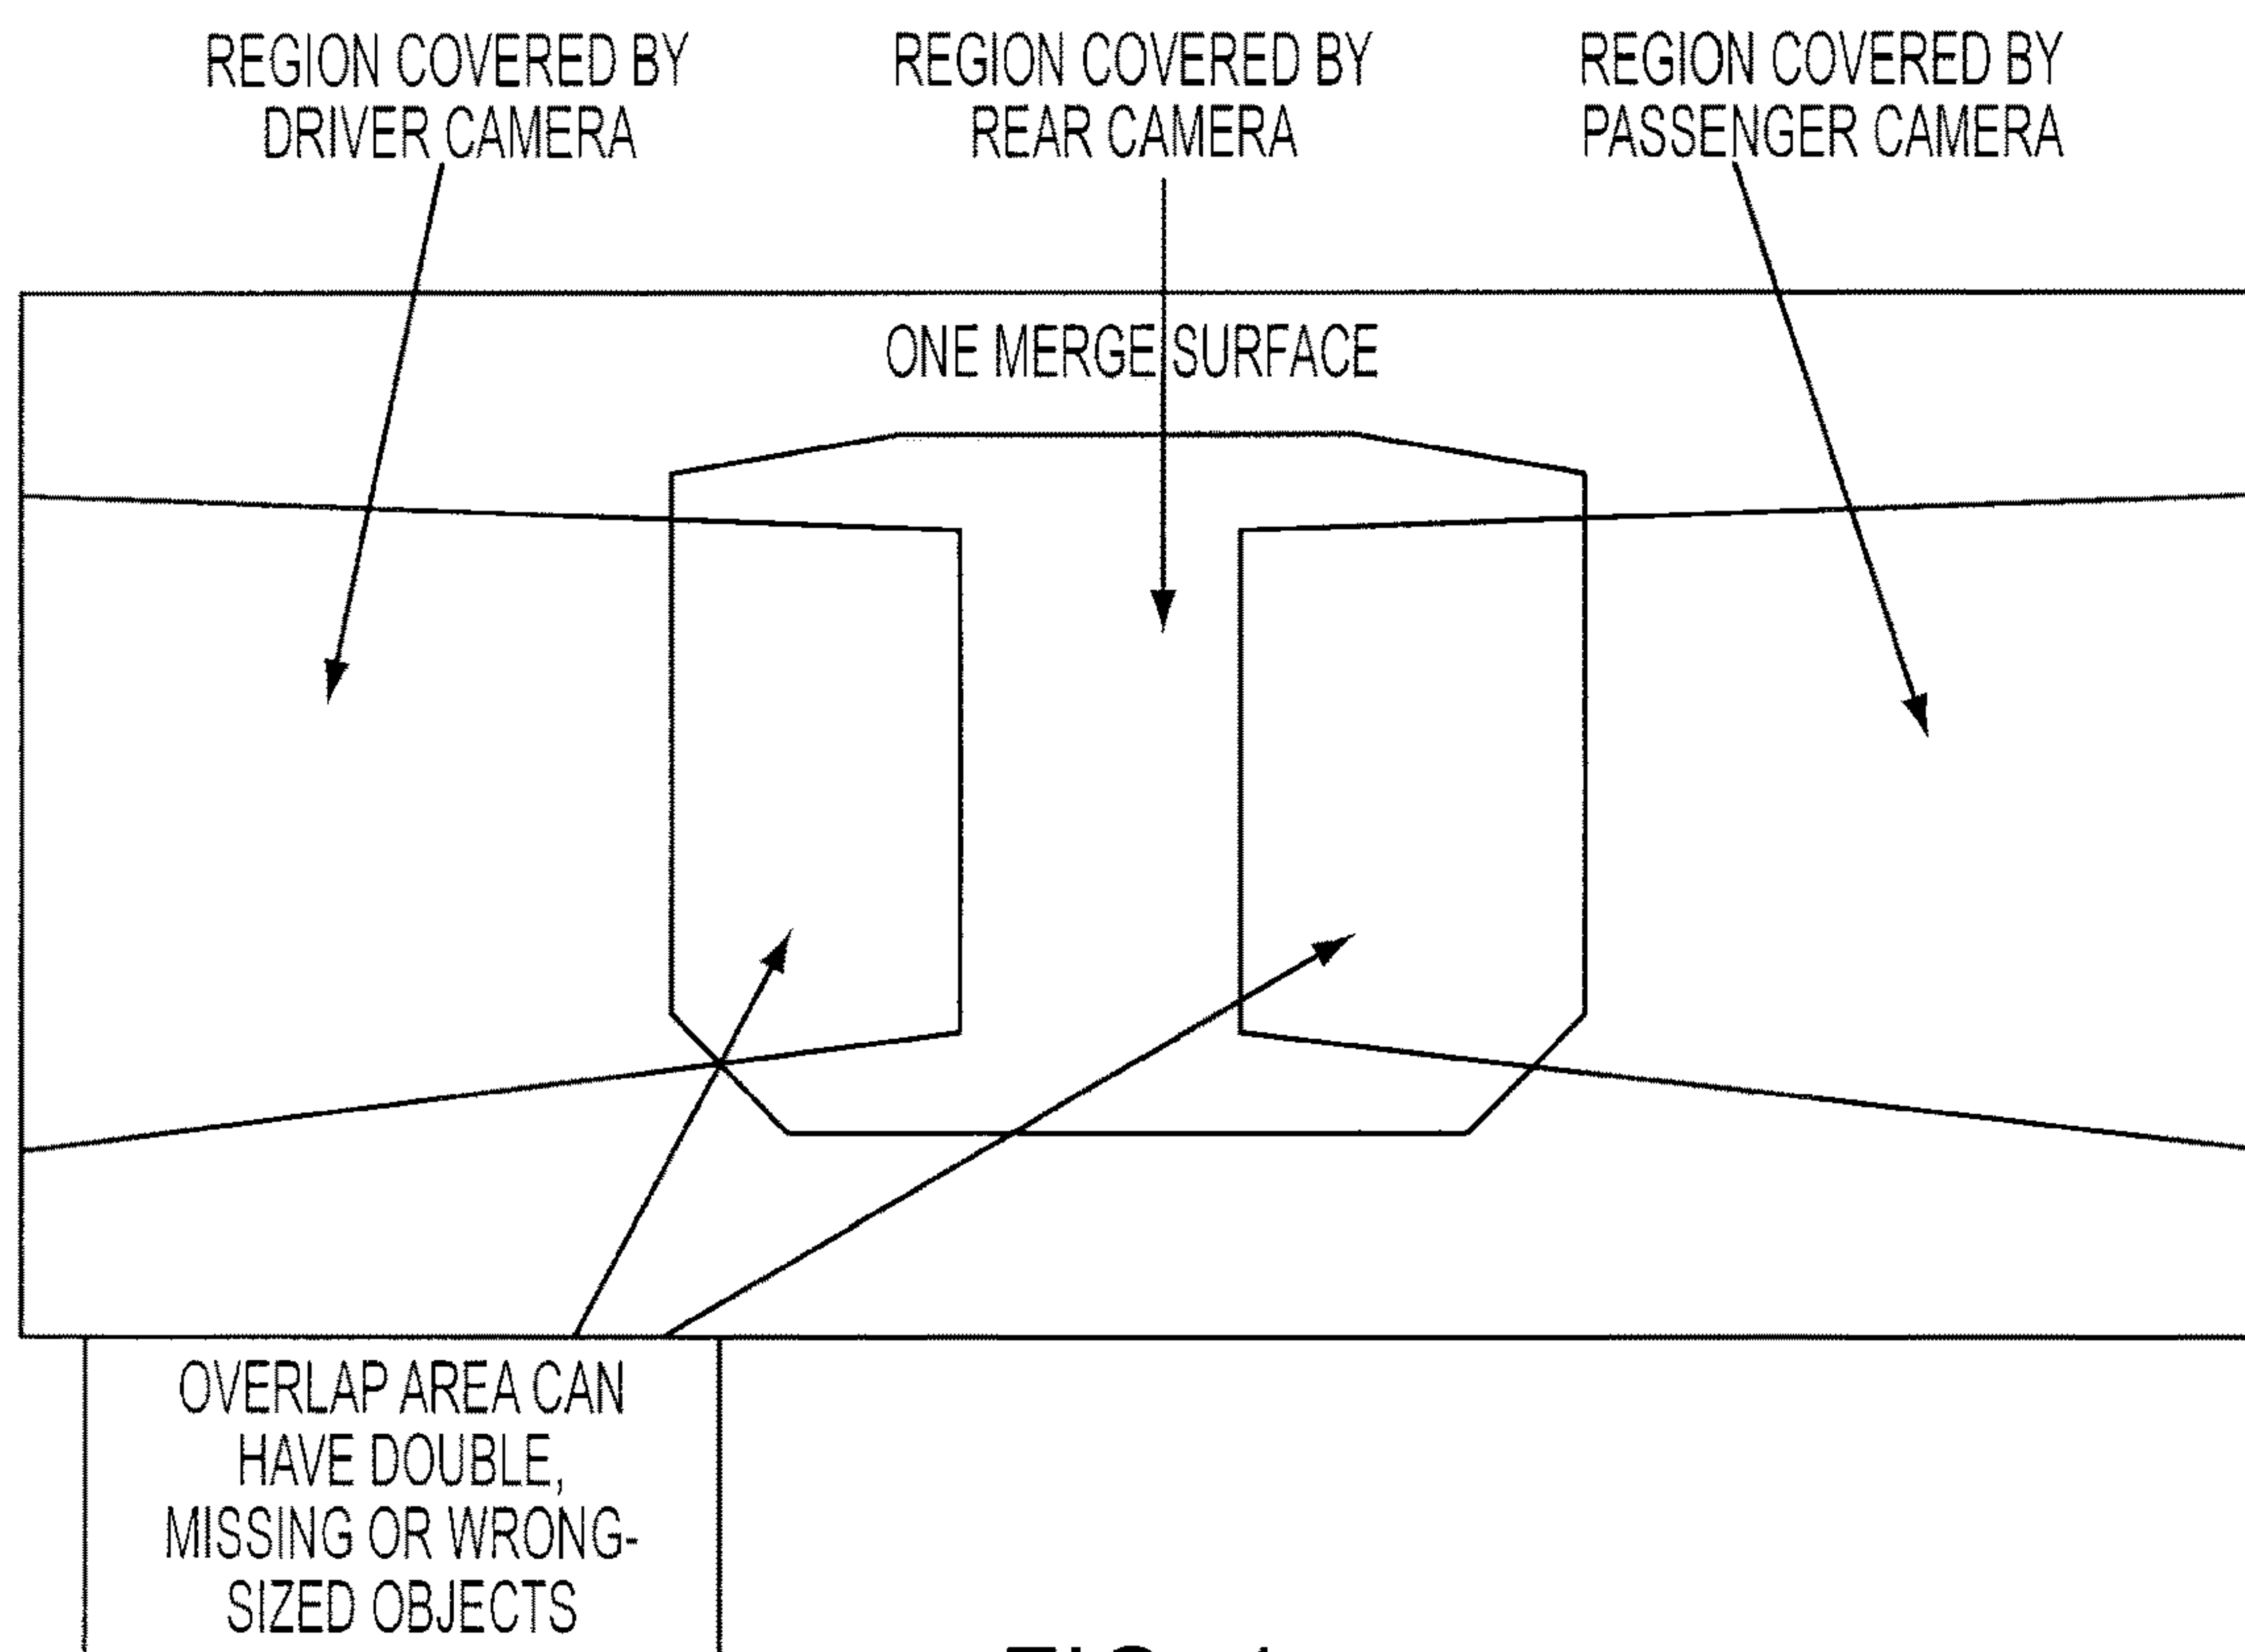 REGION COVERED BY
DRIVER CAMERA
REGION COVERED BY
REAR CAMERA
REGION COVERED BY
PASSENGER CAMERA
ONE MERGE SURFACE
OVERLAP AREA CAN
HAVE DOUBLE,
MISSING OR WRONG-
SIZED OBJECTS